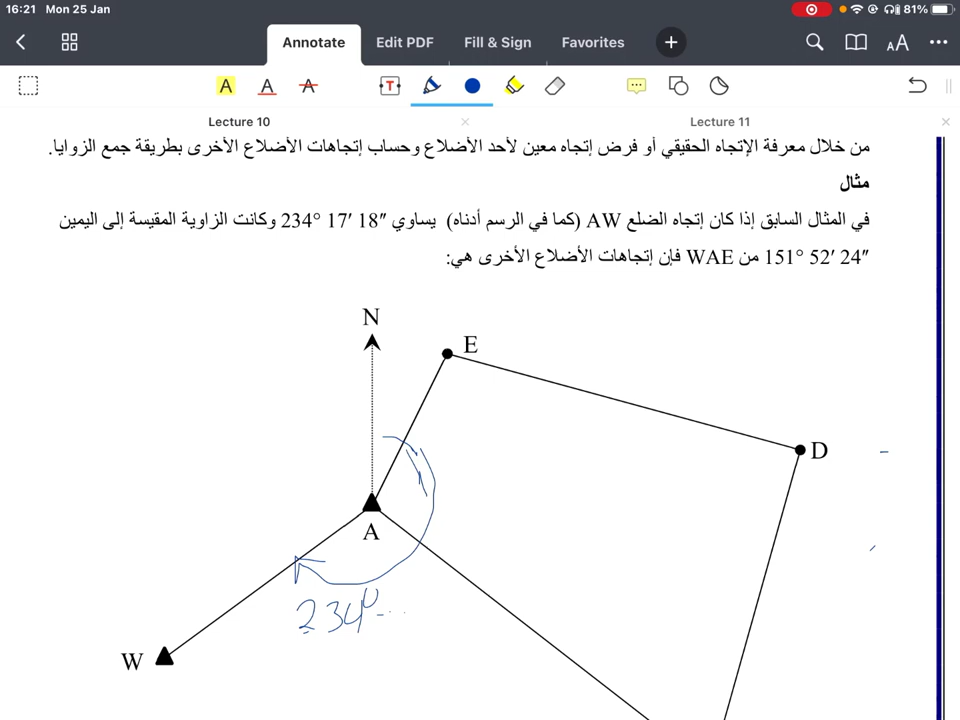 16:21 Mon 25 Jan
81%
Annotate Edit PDF Fill & Sign Favorites
Lecture 10
Lecture 11
من خلال معرفة الإتجاه الحقيقي أو فرض إتجاه معين لأحد الأضلاع وحساب إتجاهات الأضلاع الأخرى بطريقة جمع الزوايا.
مثال
في المثال السابق إذا كان إتجاه الضلع AW (كما في الرسم أدناه) يساوي 234° 17′ 18″ وكانت الزاوية المقيسة إلى اليمين
من WAE 151° 52′ 24″ فإن إتجاهات الأضلاع الأخرى هي:
N
E
D
A
234°
W